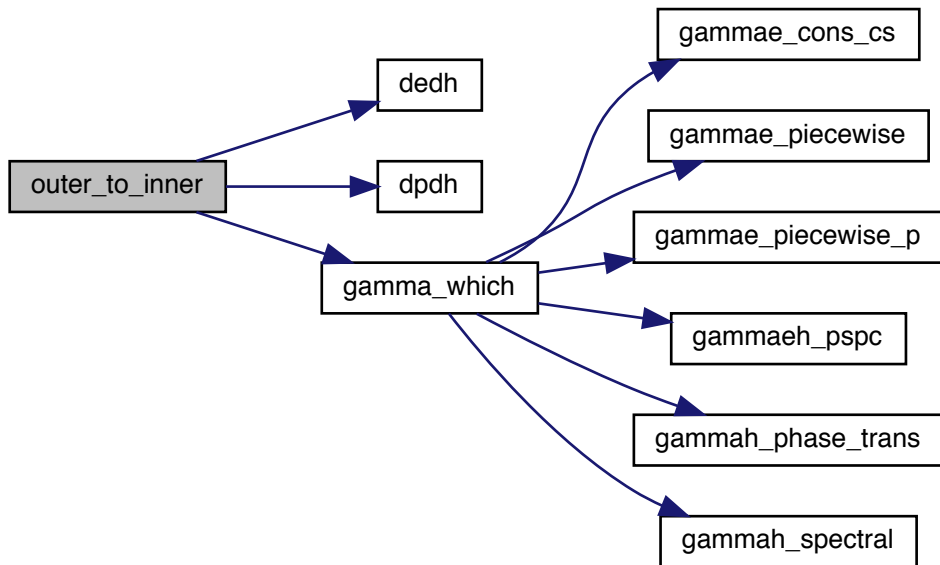 outer_to_inner
dedh
dpdh
gamma_which
gammae_cons_cs
gammae_piecewise
gammae_piecewise_p
gammaeh_pspc
gammah_phase_trans
gammah_spectral